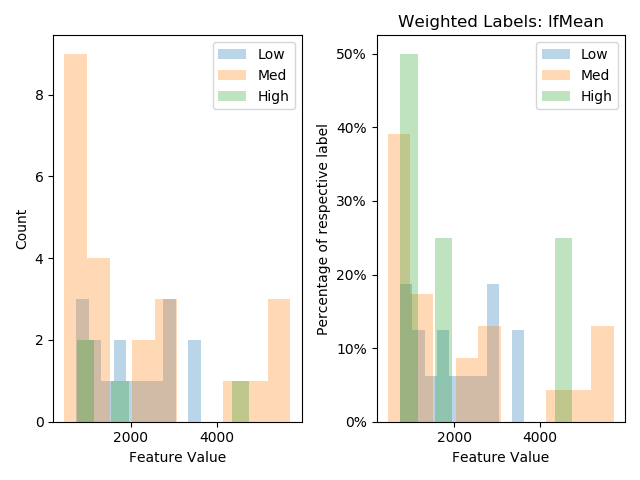 Weighted Labels: lfMean
Low
Med
High
8
6
4
2
0
Count
2000
4000
Feature Value
Low
Med
High
50%
40%
30%
20%
10%
0%
Percentage of respective label
2000
4000
Feature Value